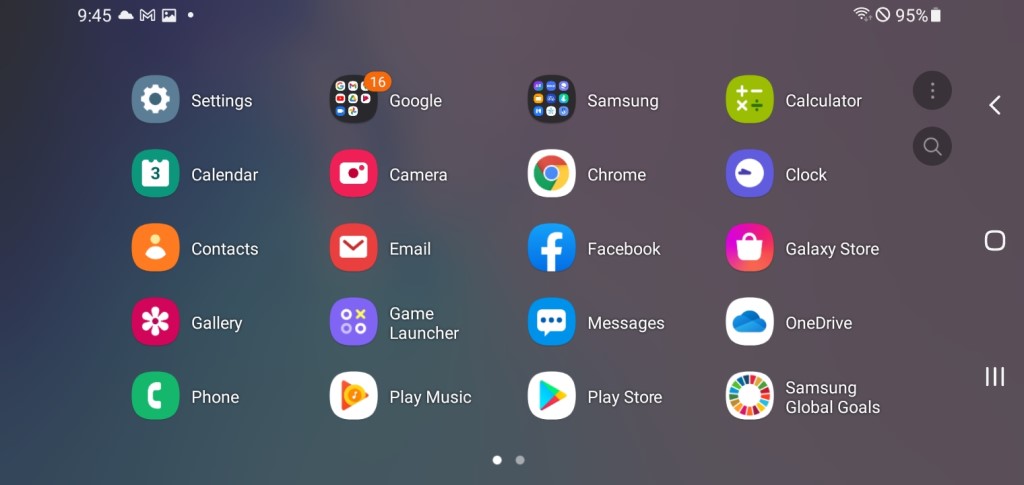 9:45
95%
Settings
16
Google
Samsung
Calculator
3
Calendar
Camera
Chrome
Clock
Contacts
Email
Facebook
Galaxy Store
Gallery
Game
Launcher
Messages
OneDrive
Phone
Play Music
Play Store
Samsung
Global Goals